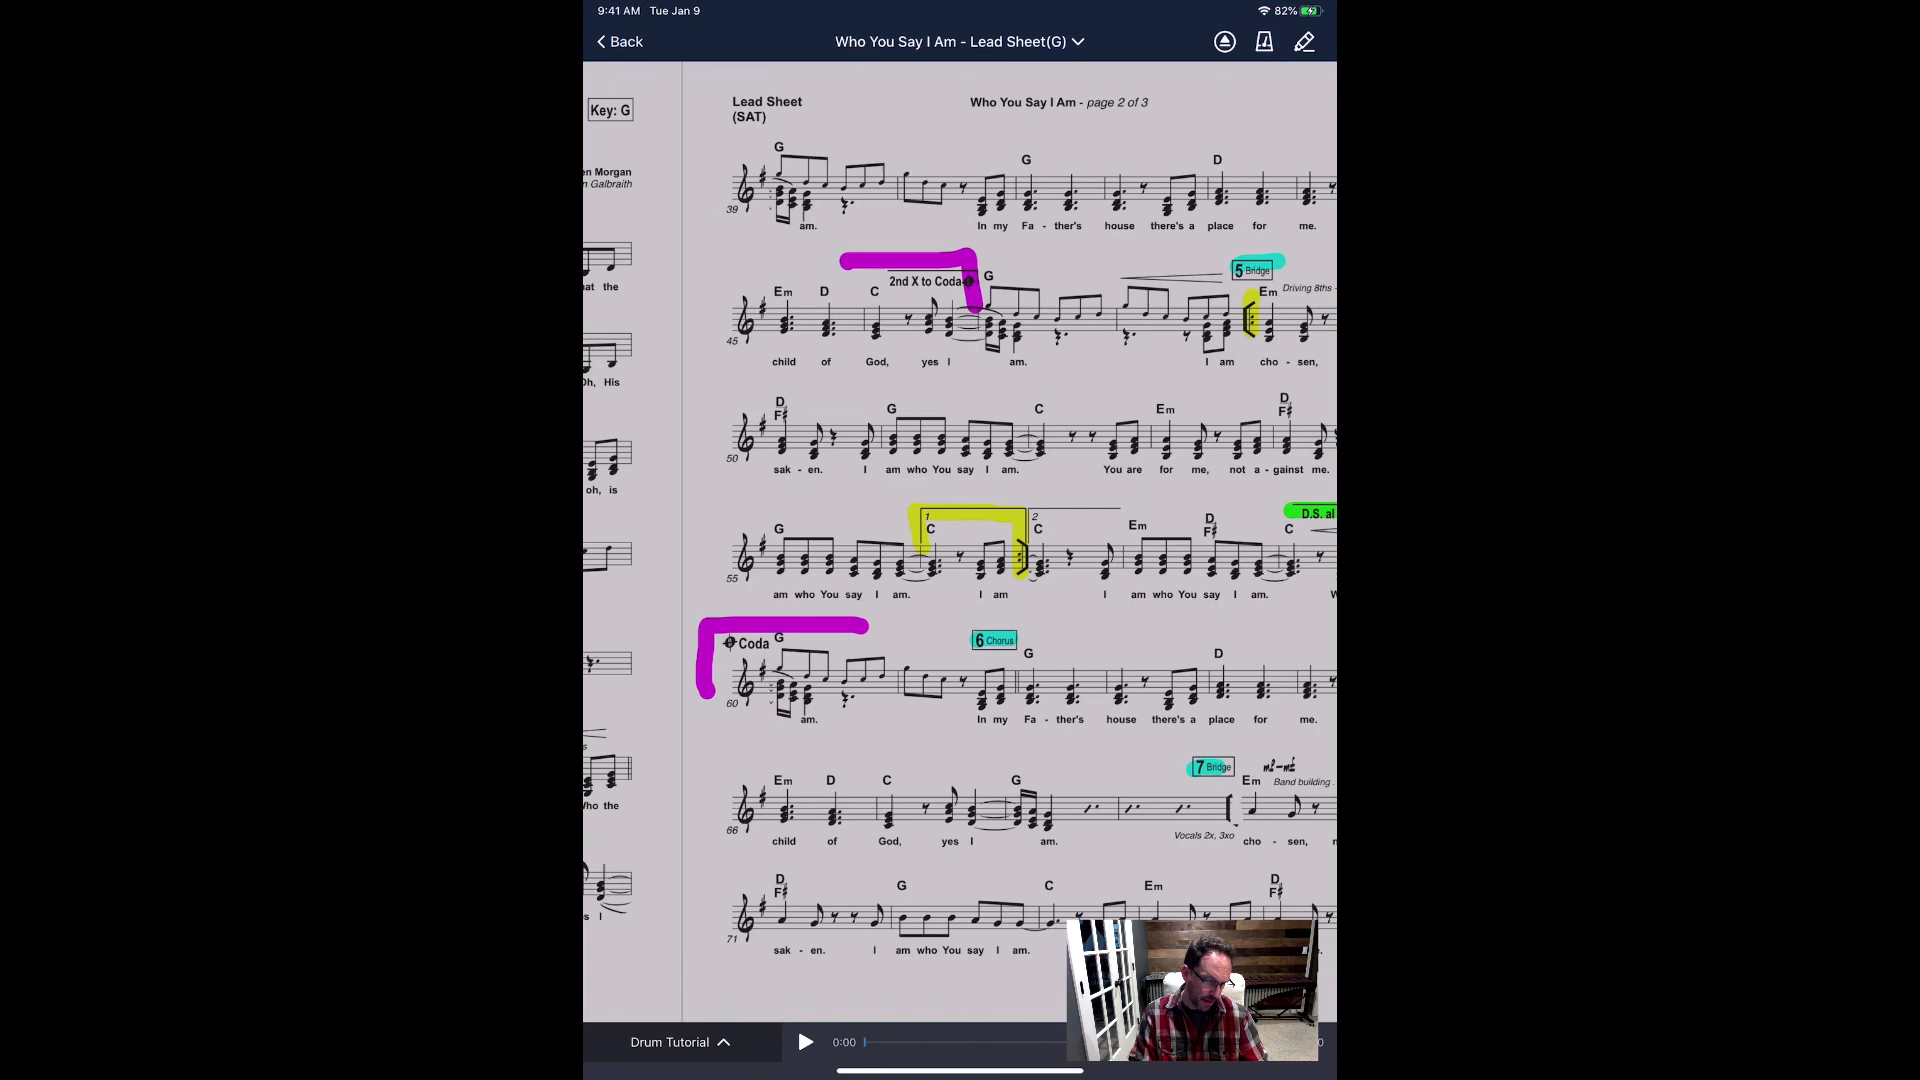 9:41 AM Tue Jan 9
82%
Back
Who You Say I Am - Lead Sheet(G)
Key: G
en Morgan
n Galbraith
at the
Oh, His
oh, is
Who the
s I
Lead Sheet
(SAT)
Who You Say I Am - page 2 of 3
G G D
39
am. In my Fa - ther's house there's a place for me.
2nd X to Coda G
5 Bridge
Em D C Em Driving 8ths -
45
child of God, yes I am. I am cho - sen,
D
F♯ G C Em D
F♯
50
sak - en. I am who You say I am. You are for me, not a - gainst me.
1 2 D.S. al
G C C Em D
F♯ C
55
am who You say I am. I am I am who You say I am. W
Coda G
6 Chorus
G D
60
am. In my Fa - ther's house there's a place for me.
7 Bridge
Em D C G Em Band building
66
Vocals 2x, 3xo
child of God, yes I am. cho - sen,
D
F♯ G C Em D
F♯
71
sak - en. I am who You say I am.
Drum Tutorial
0:00